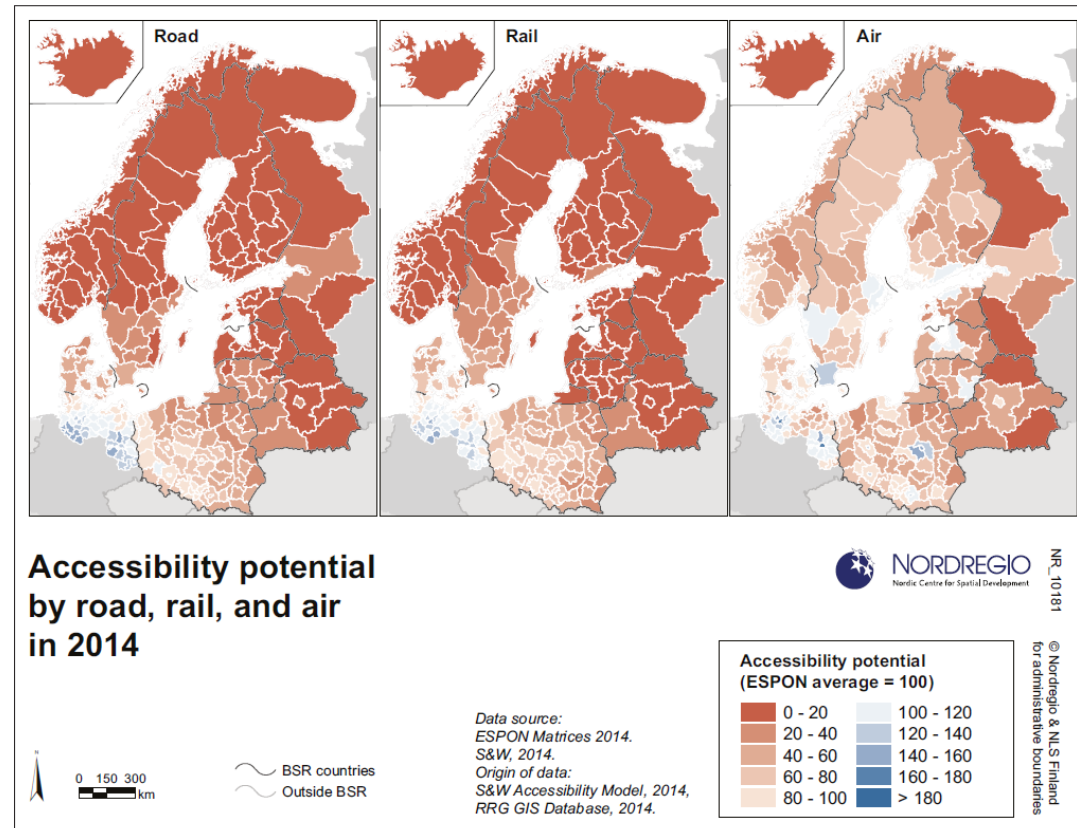 Road
Rail
Air
Accessibility potential
by road, rail, and air
in 2014
NORDREGIO
Nordic Centre for Spatial Development
NR_10181
© Nordregio & NLS Finland
for administrative boundaries
Accessibility potential
(ESPON average = 100)
0 - 20
20 - 40
40 - 60
60 - 80
80 - 100
100 - 120
120 - 140
140 - 160
160 - 180
> 180
Data source:
ESPON Matrices 2014.
S&W, 2014.
Origin of data:
S&W Accessibility Model, 2014,
RRG GIS Database, 2014.
BSR countries
Outside BSR
N
0 150 300
km